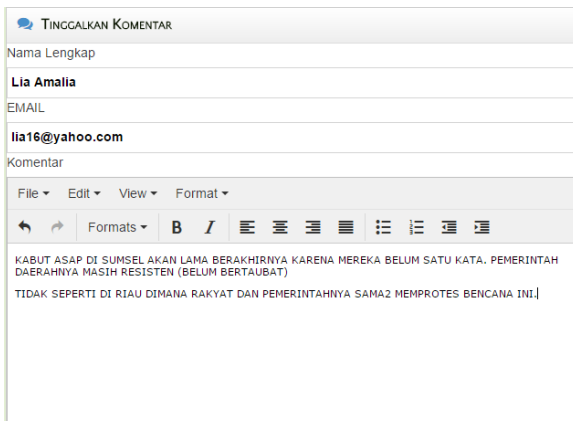 Tinggalkan Komentar
Nama Lengkap
Lia Amalia
EMAIL
lia16@yahoo.com
Komentar
File Edit View Format
Formats B I
KABUT ASAP DI SUMSEL AKAN LAMA BERAKHIRNYA KARENA MEREKA BELUM SATU KATA. PEMERINTAH
DAERAHNYA MASIH RESISTEN (BELUM BERTAUBAT)
TIDAK SEPERTI DI RIAU DIMANA RAKYAT DAN PEMERINTAHNYA SAMA2 MEMPROTES BENCANA INI.